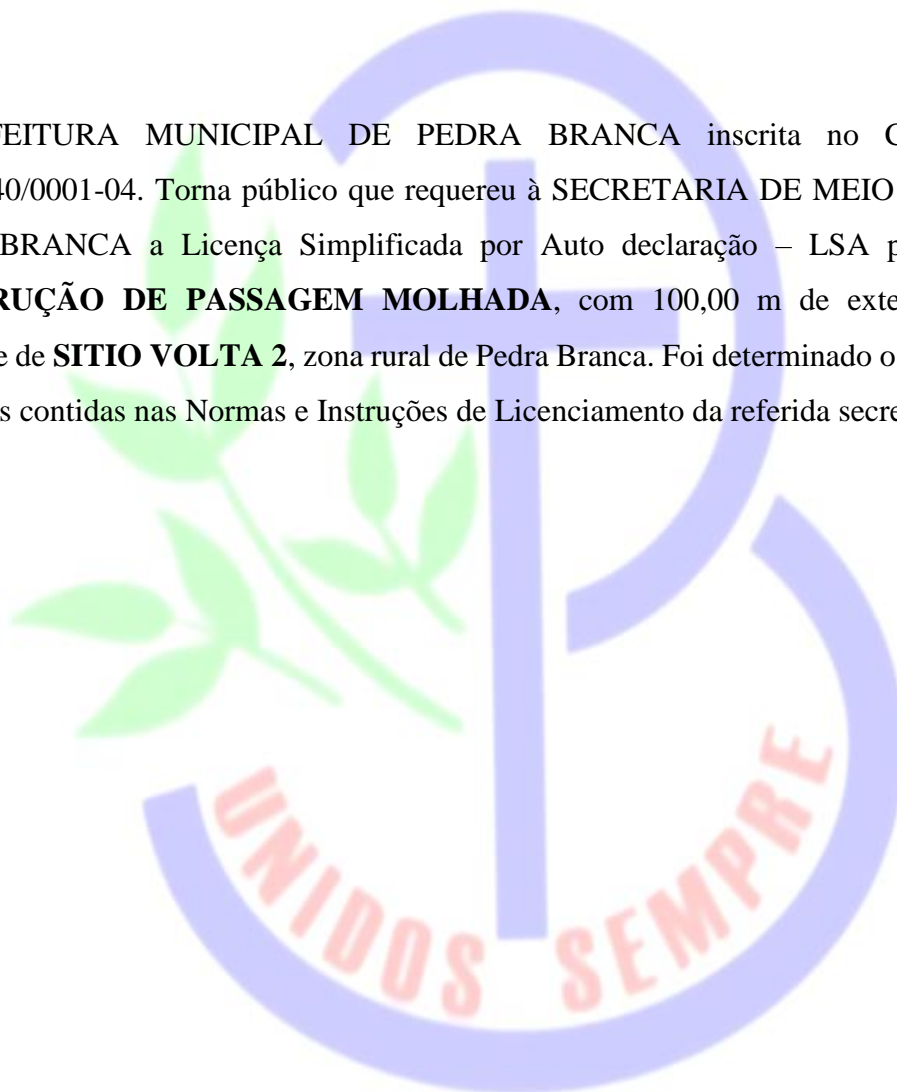 FEITURA MUNICIPAL DE PEDRA BRANCA inscrita no
40/0001-04. Torna público que requereu à SECRETARIA DE MEIO
BRANCA a Licença Simplificada por Auto declaração – LSA p
RUÇÃO DE PASSAGEM MOLHADA, com 100,00 m de exte
e de SITIO VOLTA 2, zona rural de Pedra Branca. Foi determinado o
s contidas nas Normas e Instruções de Licenciamento da referida secre
UNIDOS SEMPRE